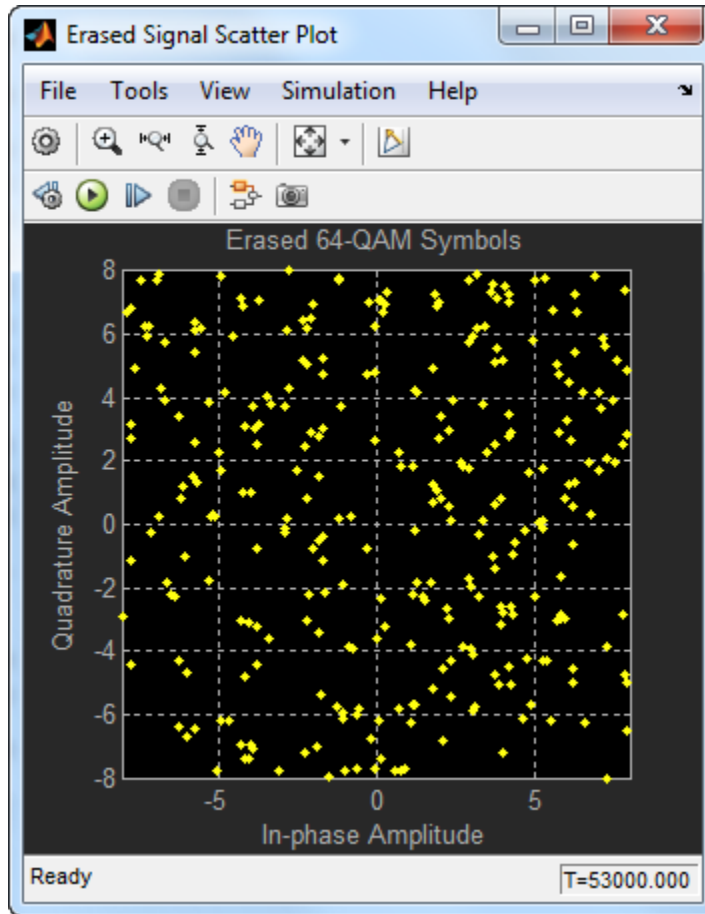 Erased Signal Scatter Plot
File Tools View Simulation Help
Erased 64-QAM Symbols
8
6
4
2
0
-2
-4
-6
-8
Quadrature Amplitude
-5 0 5
In-phase Amplitude
Ready T=53000.000